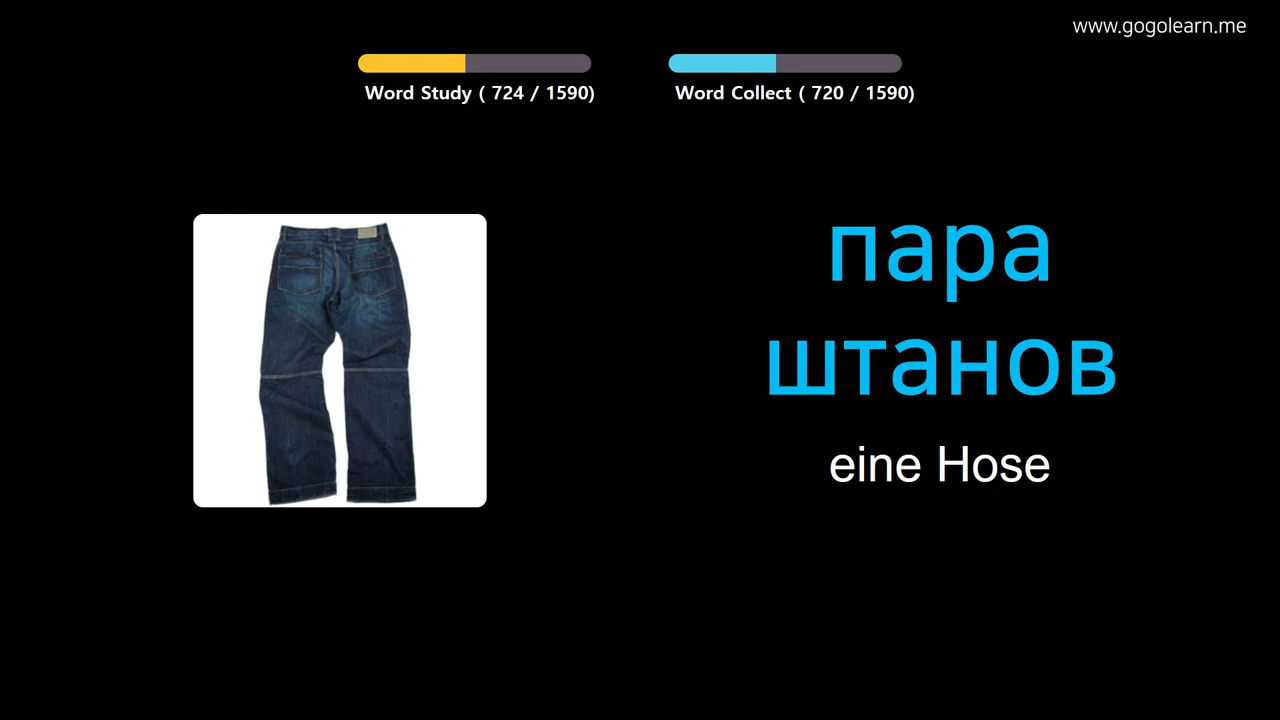 www.gogolearn.me
Word Study ( 724 / 1590)
Word Collect ( 720 / 1590)
пара
штанов
eine Hose